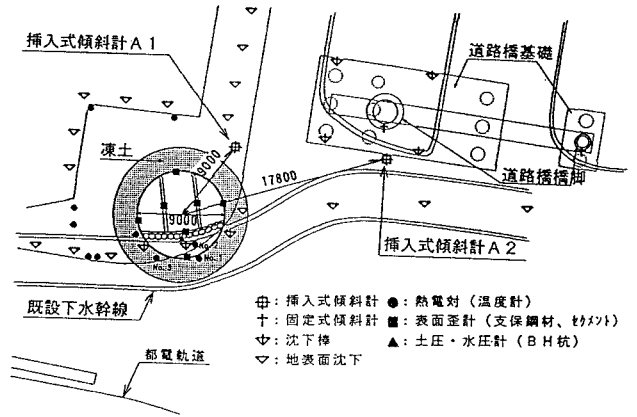 挿入式傾斜計A1
道路橋基礎
凍土
9000
17800
9000
道路橋橋脚
挿入式傾斜計A2
No.3
No.1
既設下水幹線
都電軌道
：挿入式傾斜計
：固定式傾斜計
：沈下棒
：地表面沈下
：熱電対（温度計）
：表面歪計（支保鋼材、セグメント）
：土圧・水圧計（BH杭）